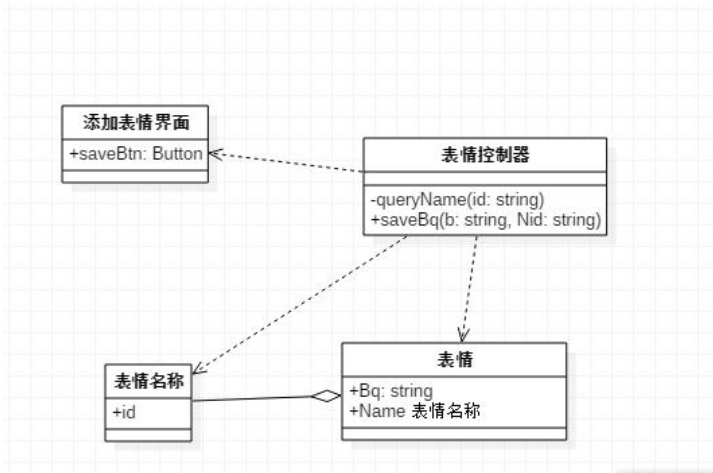 添加表情界面
+saveBtn: Button
表情控制器
-queryName(id: string)
+saveBq(b: string, Nid: string)
表情名称
+id
表情
+Bq: string
+Name 表情名称